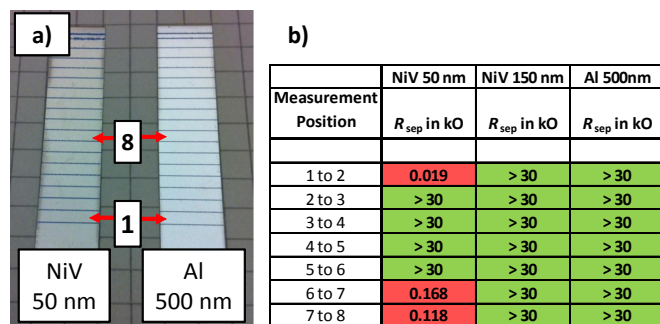 a)
8
1
NiV
50 nm
Al
500 nm
b)
NiV 50 nm NiV 150 nm Al 500nm
Measurement
Position R sep in kO R sep in kO R sep in kO
1 to 2 0.019 > 30 > 30
2 to 3 > 30 > 30 > 30
3 to 4 > 30 > 30 > 30
4 to 5 > 30 > 30 > 30
5 to 6 > 30 > 30 > 30
6 to 7 0.168 > 30 > 30
7 to 8 0.118 > 30 > 30